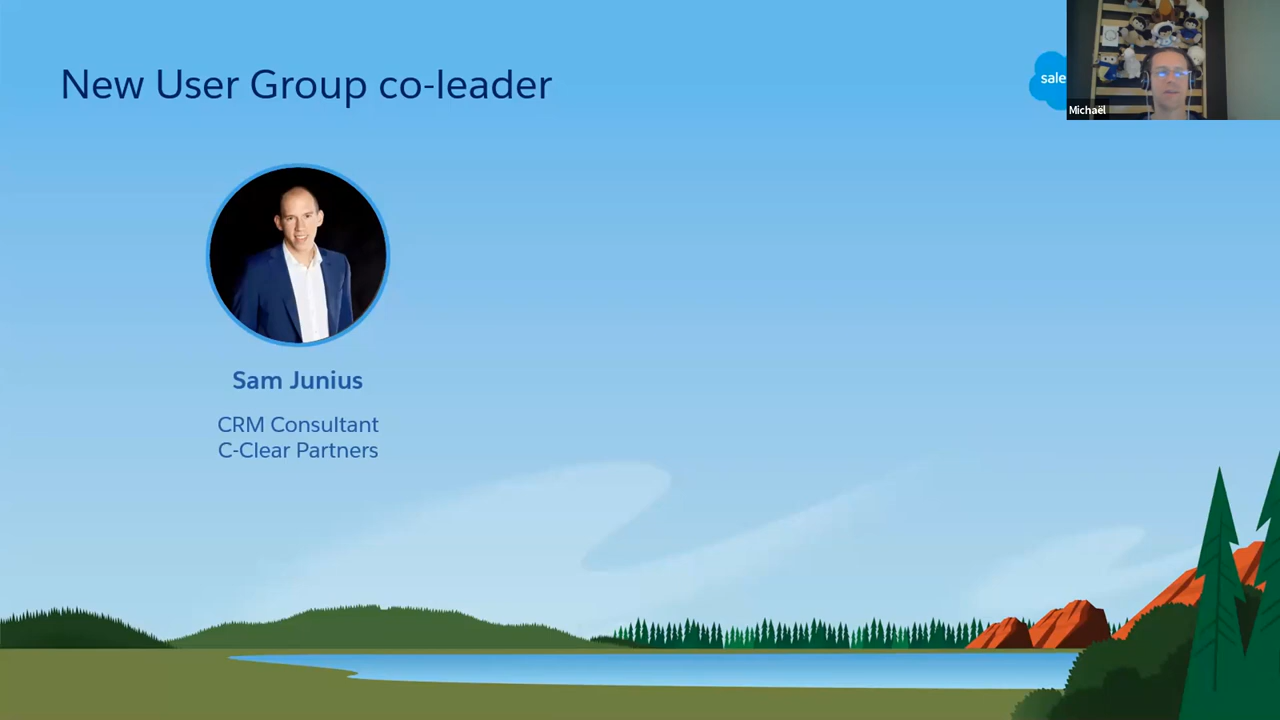 New User Group co-leader
sale
Michaël
Sam Junius
CRM Consultant
C-Clear Partners